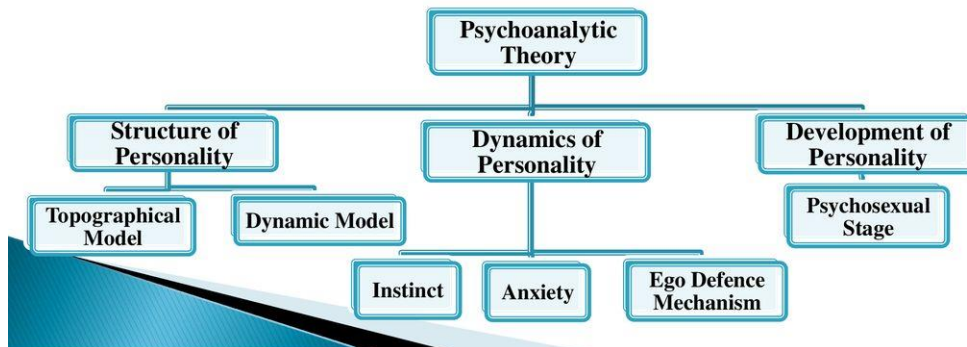 Psychoanalytic
Theory
Structure of
Personality
Dynamics of
Personality
Development of
Personality
Topographical
Model
Dynamic Model
Psychosexual
Stage
Instinct
Anxiety
Ego Defence
Mechanism